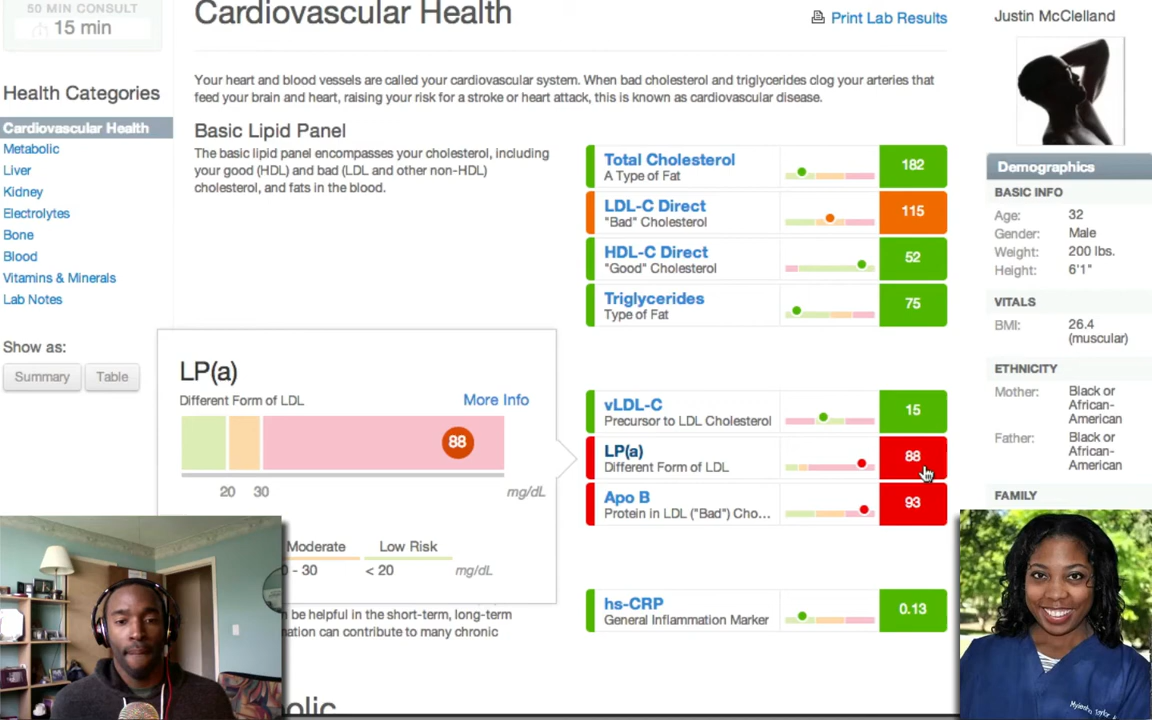 50 MIN CONSULT
15 min
Health Categories
Cardiovascular Health
Metabolic
Liver
Kidney
Electrolytes
Bone
Blood
Vitamins & Minerals
Lab Notes
Show as:
Summary
Table
Cardiovascular Health
Print Lab Results
Your heart and blood vessels are called your cardiovascular system. When bad cholesterol and triglycerides clog your arteries that
feed your brain and heart, raising your risk for a stroke or heart attack, this is known as cardiovascular disease.
Basic Lipid Panel
The basic lipid panel encompasses your cholesterol, including
your good (HDL) and bad (LDL and other non-HDL)
cholesterol, and fats in the blood.
Total Cholesterol
A Type of Fat
182
LDL-C Direct
"Bad" Cholesterol
115
HDL-C Direct
"Good" Cholesterol
52
Triglycerides
Type of Fat
75
LP(a)
Different Form of LDL
More Info
88
20 30 mg/dL
Moderate Low Risk
0 - 30 < 20 mg/dL
vLDL-C
Precursor to LDL Cholesterol
15
LP(a)
Different Form of LDL
88
Apo B
Protein in LDL ("Bad") Cho...
93
hs-CRP
General Inflammation Marker
0.13
be helpful in the short-term, long-term
mation can contribute to many chronic
Justin McClelland
Demographics
BASIC INFO
Age: 32
Gender: Male
Weight: 200 lbs.
Height: 6'1"
VITALS
BMI: 26.4
(muscular)
ETHNICITY
Mother: Black or
African-
American
Father: Black or
African-
American
FAMILY